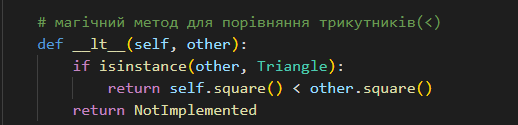 # магічний метод для порівняння трикутників(<)
def __lt__(self, other):
if isinstance(other, Triangle):
return self.square() < other.square()
return NotImplemented